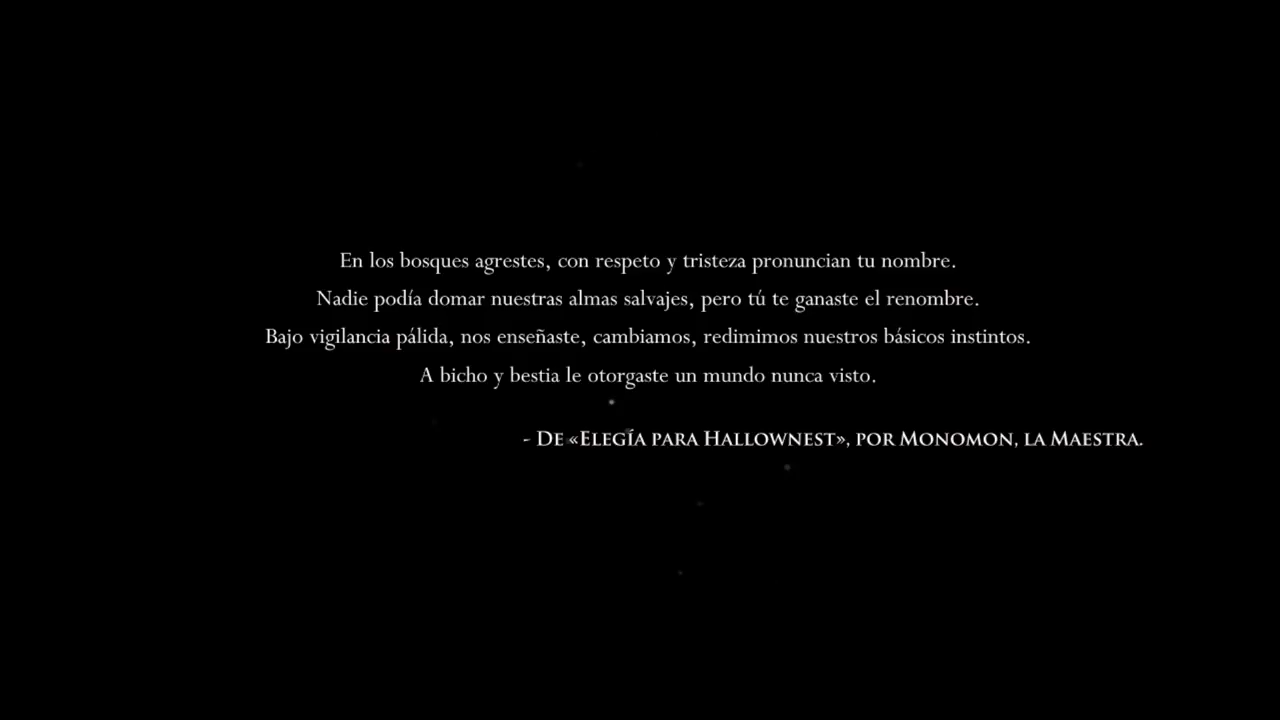 En los bosques agrestes, con respeto y tristeza pronuncian tu nombre.
Nadie podía domar nuestras almas salvajes, pero tú te ganaste el renombre.
Bajo vigilancia pálida, nos enseñaste, cambiamos, redimimos nuestros básicos instintos.
A bicho y bestia le otorgaste un mundo nunca visto.
- De «Elegía para Hallownest», por Monomon, la Maestra.